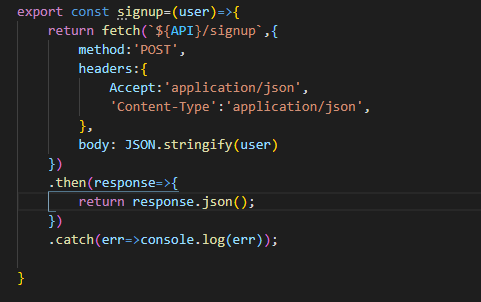 export const signup=(user)=>{
    return fetch(`${API}/signup`,{
        method:'POST',
        headers:{
            Accept:'application/json',
            'Content-Type':'application/json',
        },
        body: JSON.stringify(user)
    })
    .then(response=>{
        return response.json();
    })
    .catch(err=>console.log(err));
}